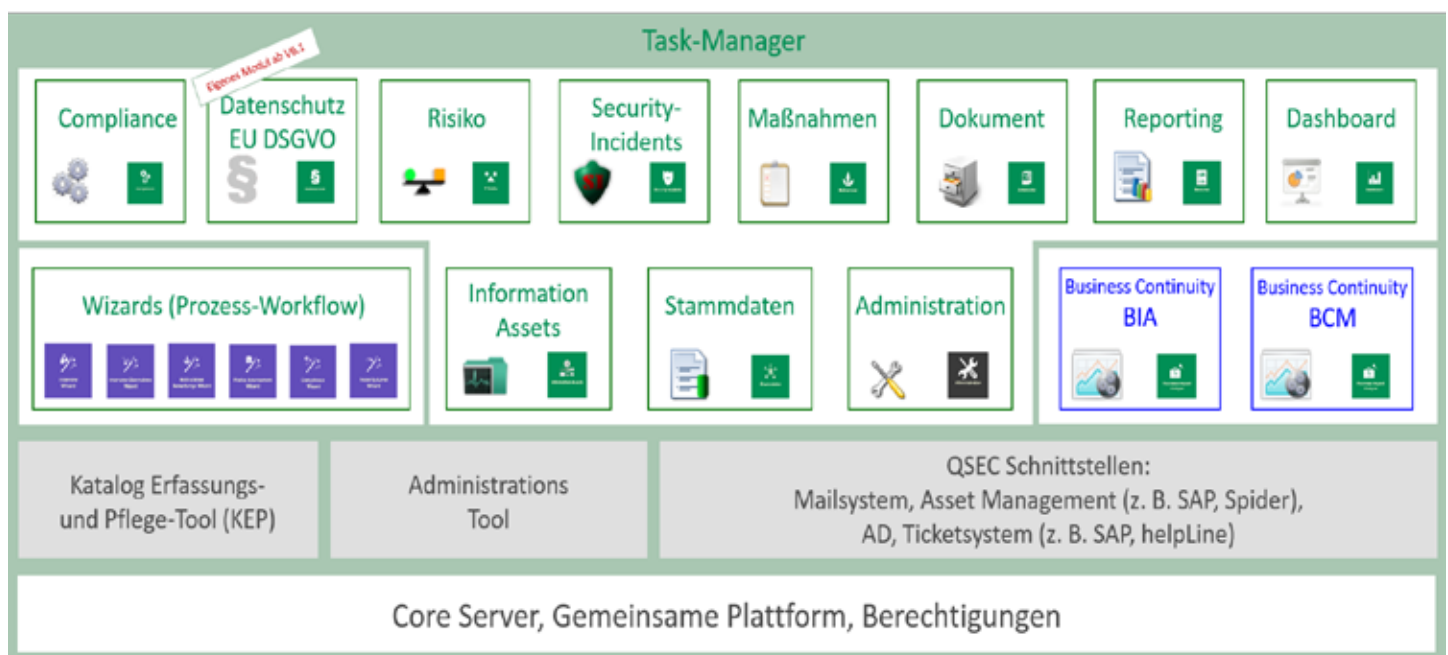 Task-Manager
Eigenes Modul ab V6.1
Compliance
Datenschutz
EU DSGVO
Risiko
Security-
Incidents
Maßnahmen
Dokument
Reporting
Dashboard
Wizards (Prozess-Workflow)
Information
Assets
Stammdaten
Administration
Business Continuity
BIA
Business Continuity
BCM
Katalog Erfassungs-
und Pflege-Tool (KEP)
Administrations
Tool
QSEC Schnittstellen:
Mailsystem, Asset Management (z. B. SAP, Spider),
AD, Ticketsystem (z. B. SAP, helpLine)
Core Server, Gemeinsame Plattform, Berechtigungen